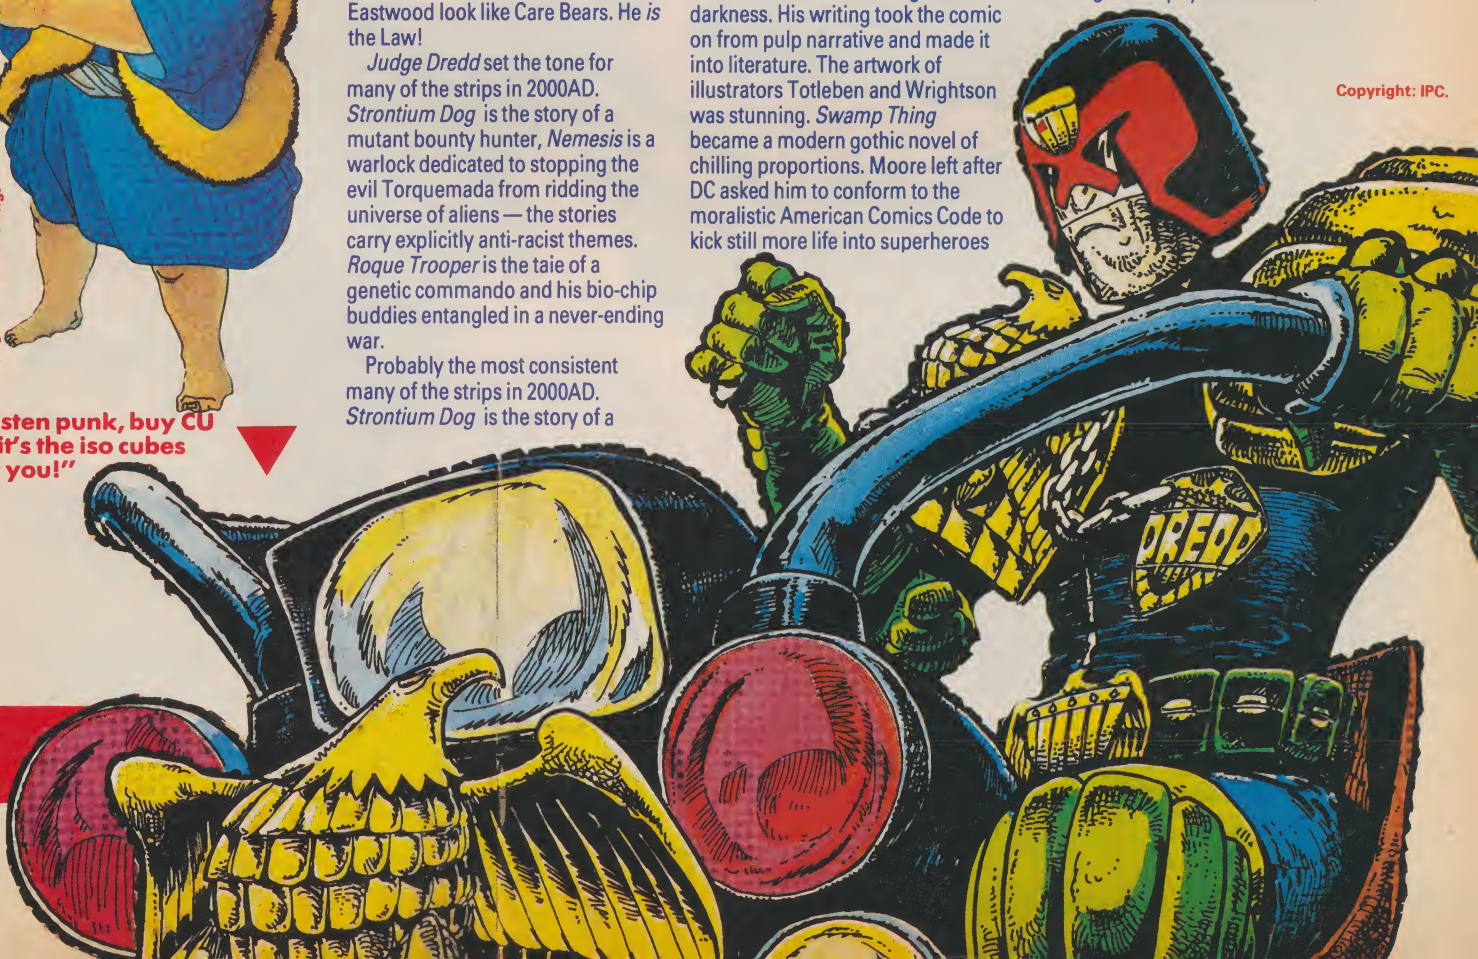 Eastwood look like Care Bears. He is
the Law!
Judge Dredd set the tone for
many of the strips in 2000AD.
Strontium Dog is the story of a
mutant bounty hunter, Nemesis is a
warlock dedicated to stopping the
evil Torquemada from ridding the
universe of aliens — the stories
carry explicitly anti-racist themes.
Roque Trooper is the taie of a
genetic commando and his bio-chip
buddies entangled in a never-ending
war.
Probably the most consistent
many of the strips in 2000AD.
Strontium Dog is the story of a
darkness. His writing took the comic
on from pulp narrative and made it
into literature. The artwork of
illustrators Totleben and Wrightson
was stunning. Swamp Thing
became a modern gothic novel of
chilling proportions. Moore left after
DC asked him to conform to the
moralistic American Comics Code to
kick still more life into superheroes
Copyright: IPC.
sten punk, buy CU
it's the iso cubes
you!”
DREDD